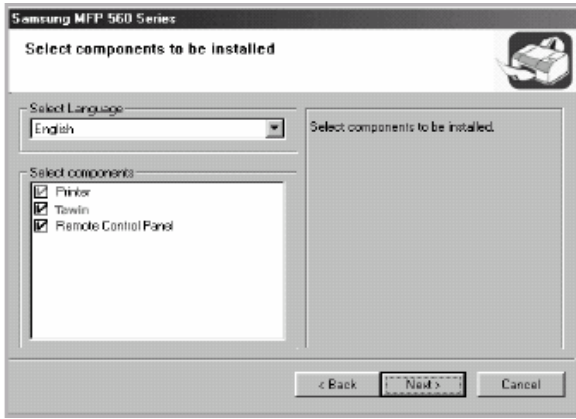 Samsung MFP 560 Series
Select components to be installed
Select Language
English
Select components to be installed.
Select components
Printer
Tawin
Remote Control Panel
< Back
Next >
Cancel